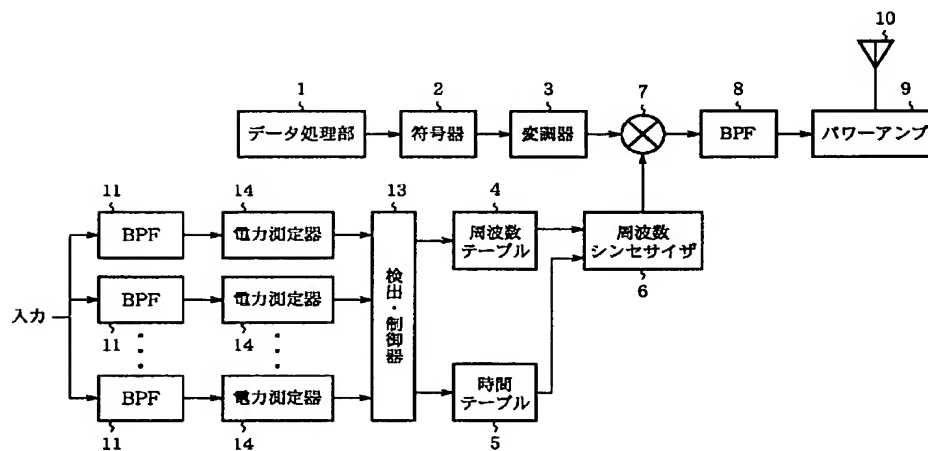 10
1
2
3
7
8
9
データ処理部
符号器
変調器
BPF
パワーアンプ
11
14
13
4
BPF
電力測定器
周波数
テーブル
周波数
シンセサイザ
6
入力
BPF
電力測定器
検出・制御器
11
14
BPF
電力測定器
時間
テーブル
11
14
5